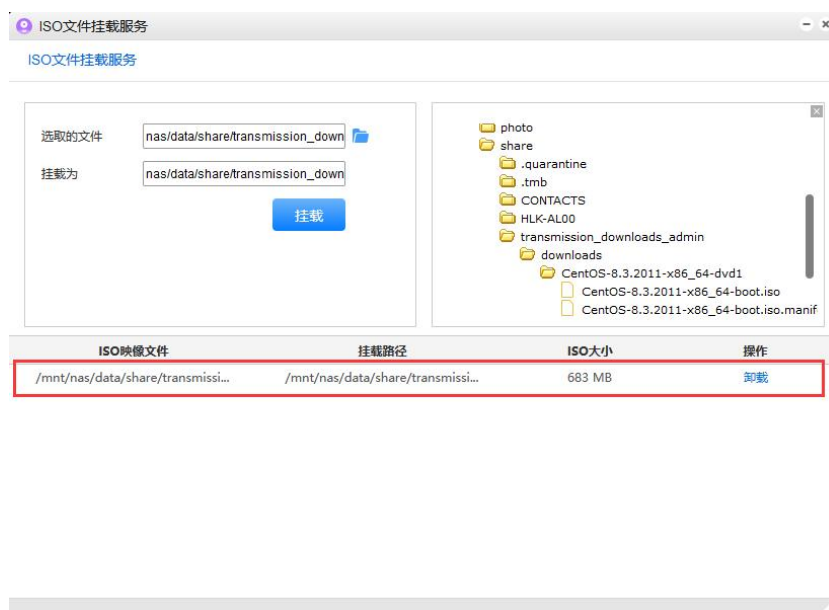 ISO文件挂载服务
ISO文件挂载服务
选取的文件 nas/data/share/transmission_down
挂载为 nas/data/share/transmission_down
挂载
photo
share
.quarantine
.tmb
CONTACTS
HLK-AL00
transmission_downloads_admin
downloads
CentOS-8.3.2011-x86_64-dvd1
CentOS-8.3.2011-x86_64-boot.iso
CentOS-8.3.2011-x86_64-boot.iso.manif
ISO映像文件 挂载路径 ISO大小 操作
/mnt/nas/data/share/transmissi... /mnt/nas/data/share/transmissi... 683 MB 卸载